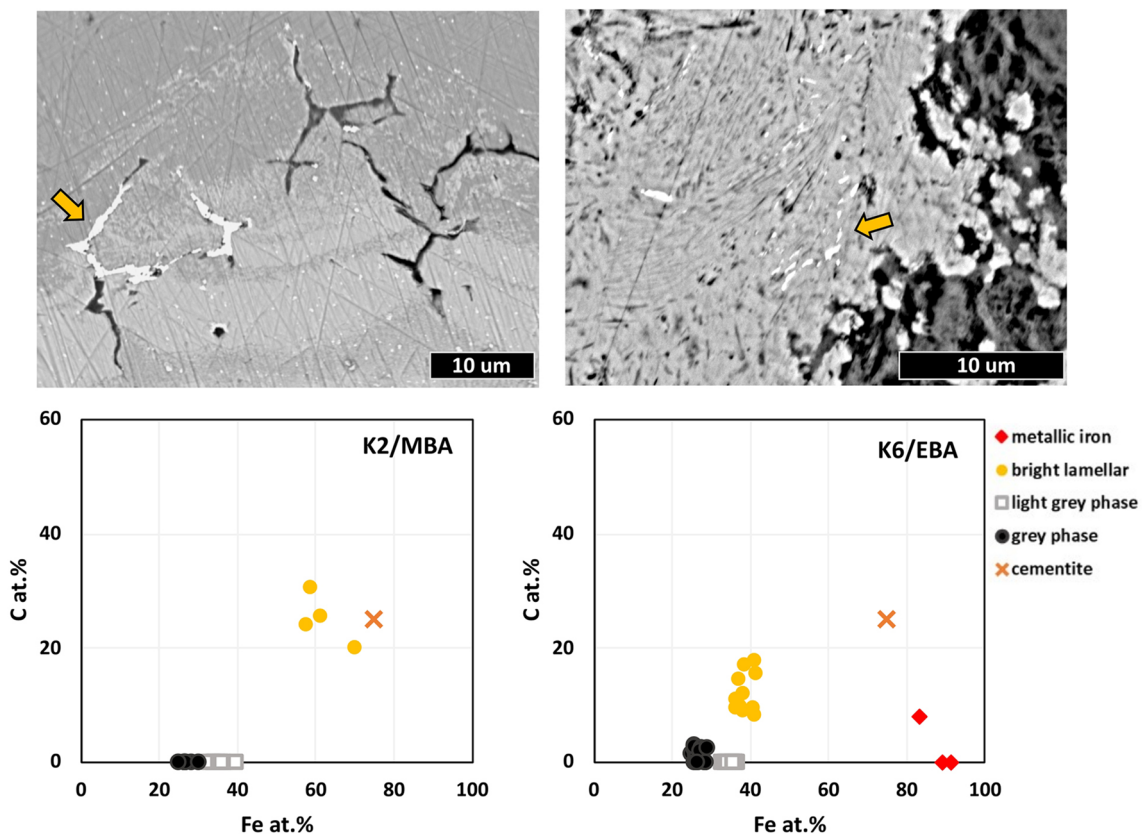 10 um
10 um
60
K2/MBA
40
20
0
0 20 40 60 80 100
C at.%
Fe at.%
60
K6/EBA
40
20
0
0 20 40 60 80 100
C at.%
Fe at.%
metallic iron
bright lamellar
light grey phase
grey phase
cementite